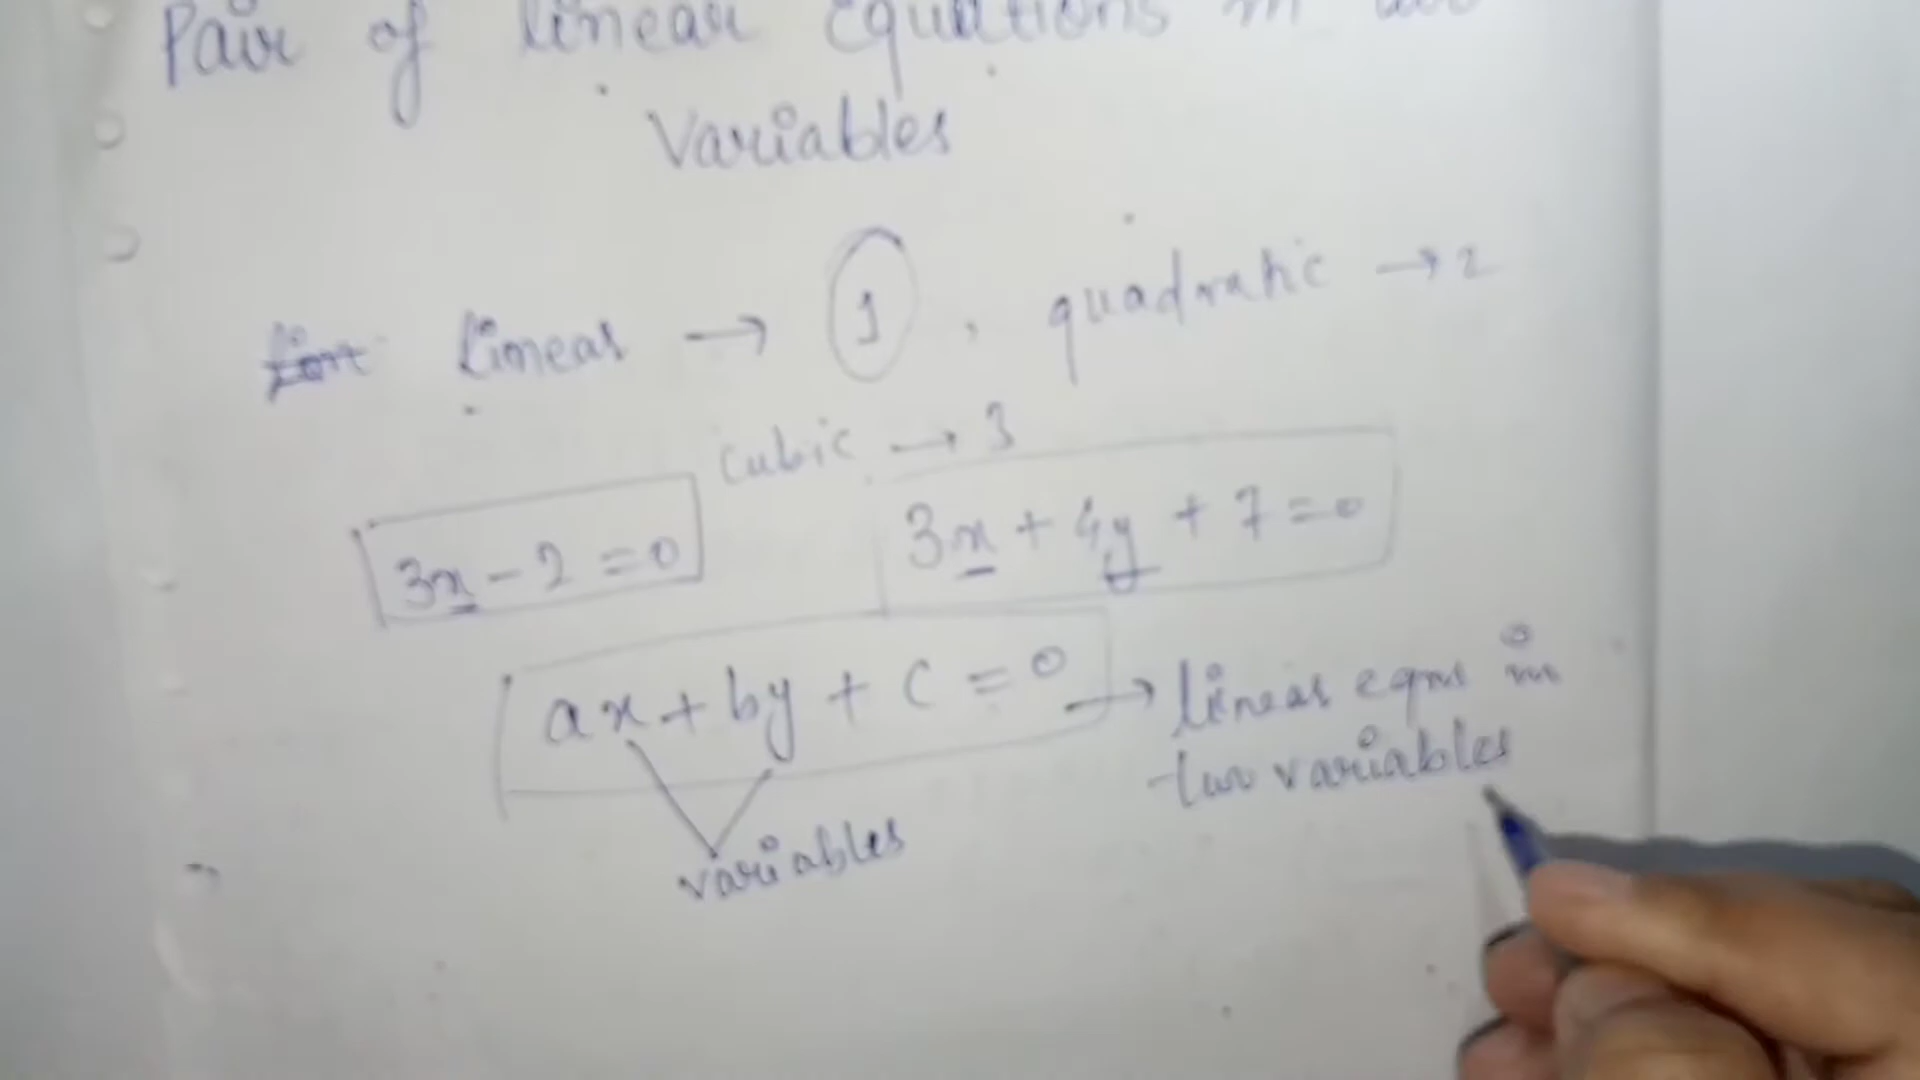 Pair of linear Equations in two
Variables
linear → 1, quadratic → 2
cubic → 3
3x - 2 = 0
3x + 4y + 7 = 0
ax + by + c = 0 → linear eqns in
two variables
variables